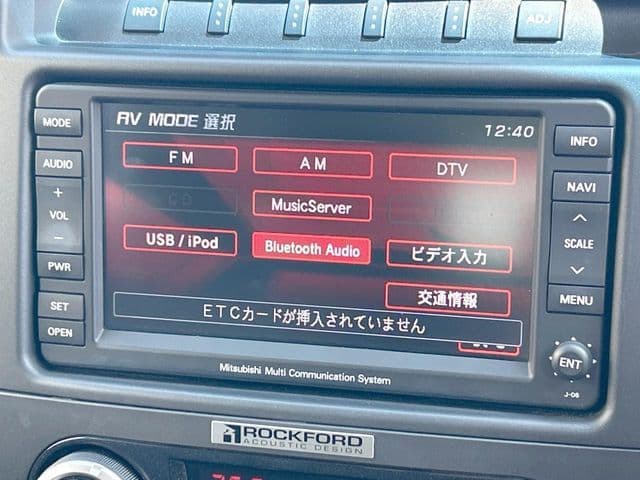 INFO
ADJ
MODE
AUDIO
+
VOL
−
PWR
SET
OPEN
AV MODE 選択
12:40
FM
AM
DTV
CD
MusicServer
USB / iPod
Bluetooth Audio
ビデオ入力
交通情報
ETCカードが挿入されていません
Mitsubishi Multi Communication System
INFO
NAVI
SCALE
MENU
ENT
J-06
ROCKFORD
ACOUSTIC DESIGN